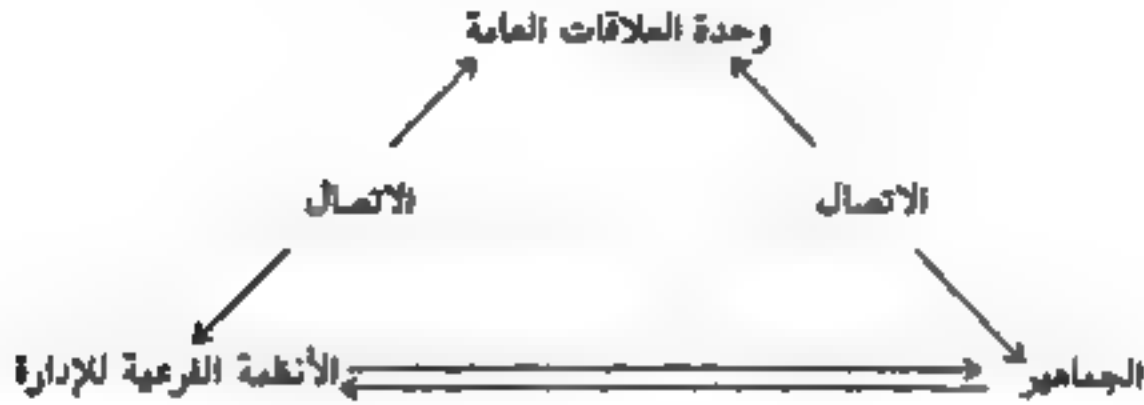 وحدة العلاقات العامة
الاتصال
الاتصال
الجماهير
الأنظمة الفرعية للإدارة